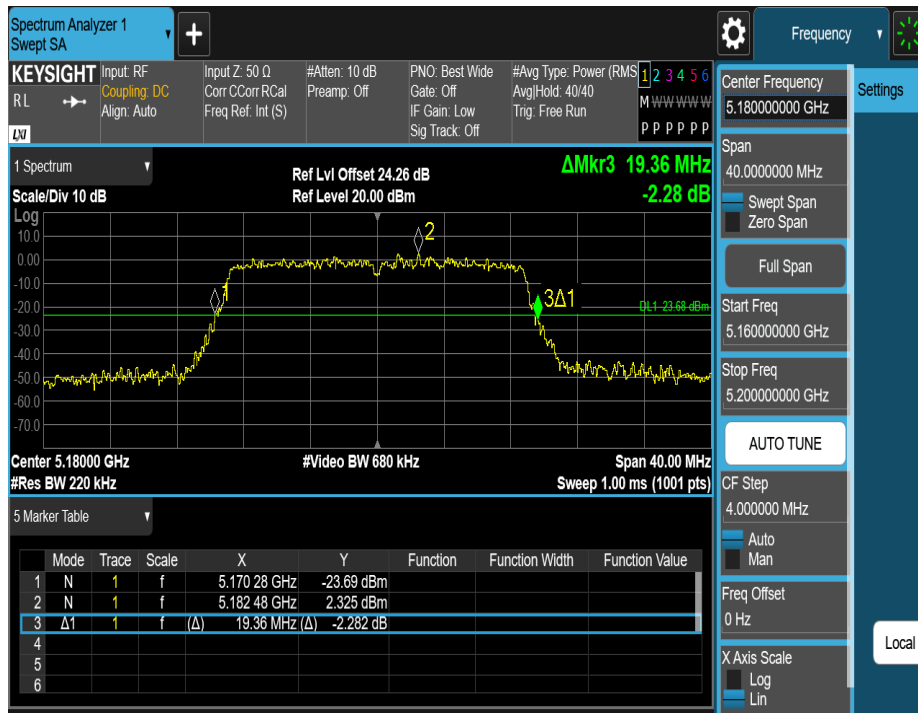 Spectrum Analyzer 1
Swept SA
+
Frequency
KEYSIGHT
RL
LXI
Input: RF
Coupling: DC
Align: Auto
Input Z: 50 Ω
Corr CCorr RCal
Freq Ref: Int (S)
#Atten: 10 dB
Preamp: Off
PNO: Best Wide
Gate: Off
IF Gain: Low
Sig Track: Off
#Avg Type: Power (RMS
Avg|Hold: 40/40
Trig: Free Run
1 2 3 4 5 6
M W W W W W
P P P P P P
1 Spectrum
Scale/Div 10 dB
Ref Lvl Offset 24.26 dB
Ref Level 20.00 dBm
ΔMkr3 19.36 MHz
-2.28 dB
Log
10.0
0.00
-10.0
-20.0
-30.0
-40.0
-50.0
-60.0
-70.0
1
2
3Δ1
DL1 -23.68 dBm
Center 5.18000 GHz
#Res BW 220 kHz
#Video BW 680 kHz
Span 40.00 MHz
Sweep 1.00 ms (1001 pts)
5 Marker Table
Mode Trace Scale X Y Function Function Width Function Value
1 N 1 f 5.170 28 GHz -23.69 dBm
2 N 1 f 5.182 48 GHz 2.325 dBm
3 Δ1 1 f (Δ) 19.36 MHz (Δ) -2.282 dB
4
5
6
Center Frequency
5.180000000 GHz
Span
40.0000000 MHz
Swept Span
Zero Span
Full Span
Start Freq
5.160000000 GHz
Stop Freq
5.200000000 GHz
AUTO TUNE
CF Step
4.000000 MHz
Auto
Man
Freq Offset
0 Hz
X Axis Scale
Log
Lin
Settings
Local